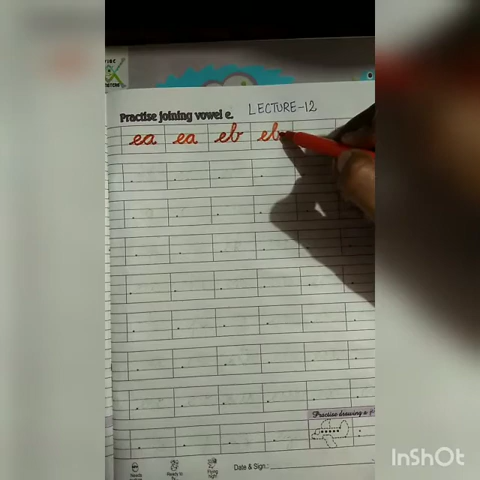 Practise joining vowel e. LECTURE-12
ea ea eb eb
Practise drawing a
Date & Sign.:
InShOt